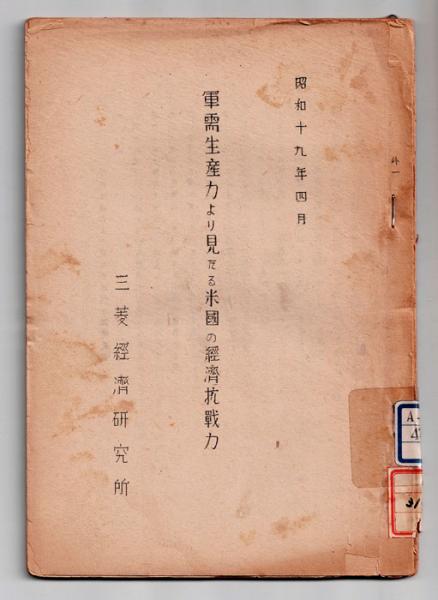 昭和十九年四月
軍需生産力より見たる米國の經濟抗戰力
三菱經濟研究所
外一
A-